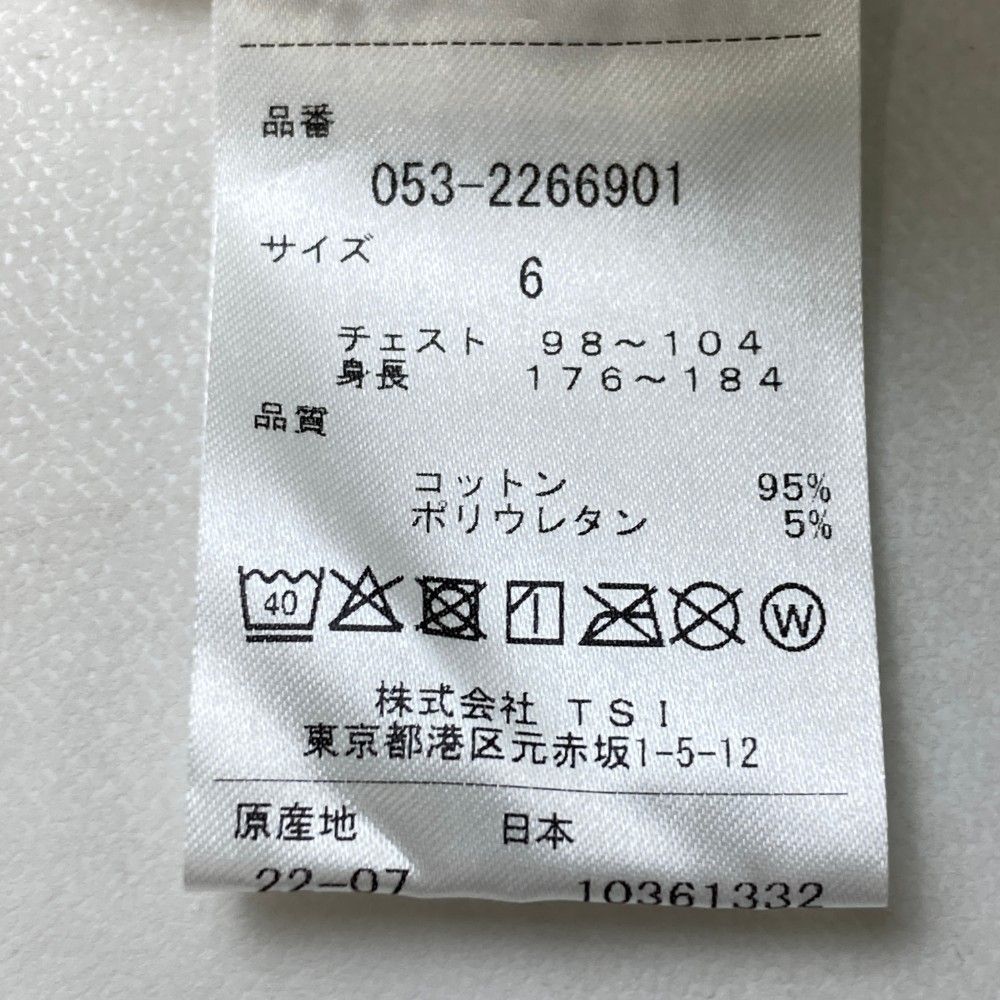 品番
053-2266901
サイズ
6
チェスト 98〜104
身長 176〜184
品質
コットン 95%
ポリウレタン 5%
40
W
株式会社 TSI
東京都港区元赤坂1-5-12
原産地 日本
22-07 10361332